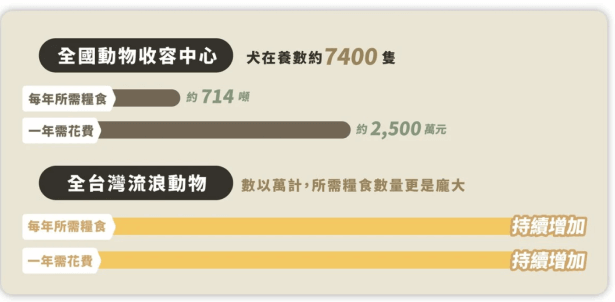 全國動物收容中心 犬在養數約7400 隻
每年所需糧食 約 714 噸
一年需花費 約 2,500 萬元
全台灣流浪動物 數以萬計,所需糧食數量更是龐大
每年所需糧食 持續增加
一年需花費 持續增加